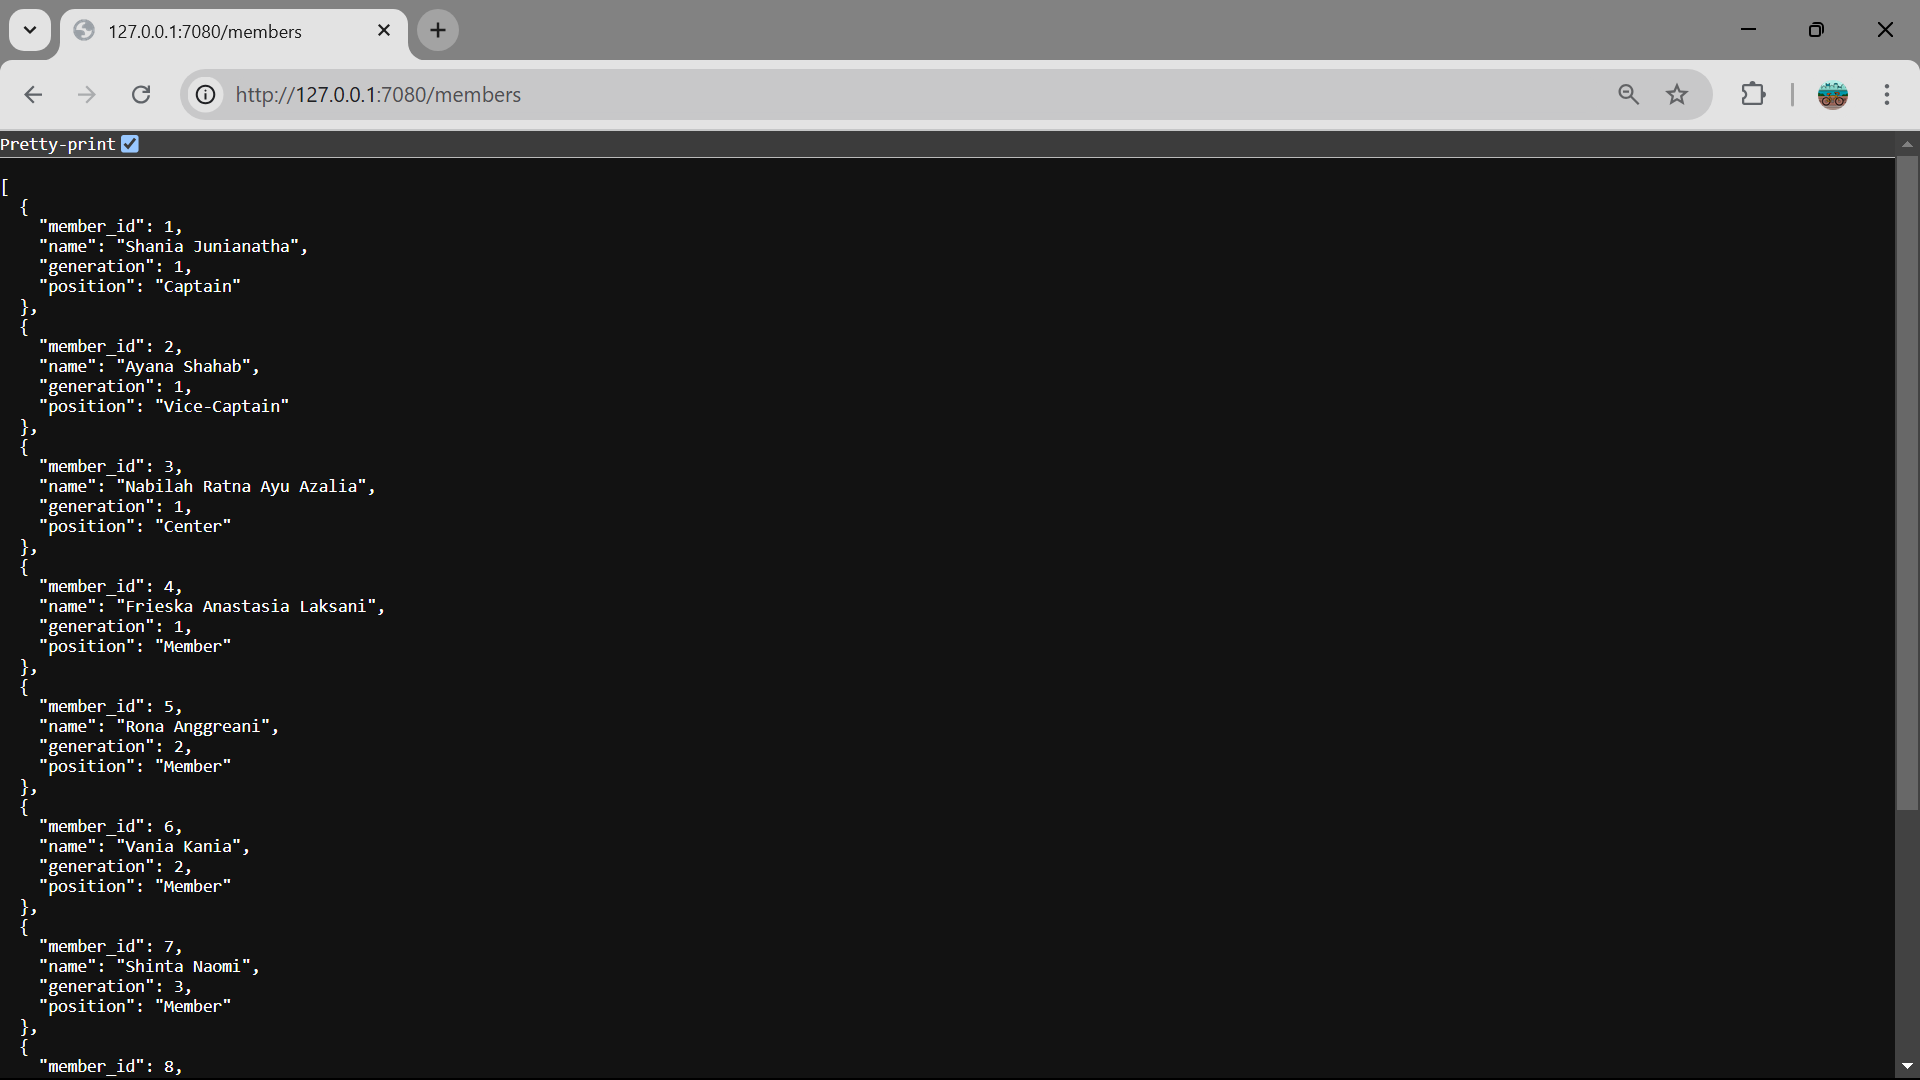 127.0.0.1:7080/members
http://127.0.0.1:7080/members
Pretty-print
[
  {
    "member_id": 1,
    "name": "Shania Junianatha",
    "generation": 1,
    "position": "Captain"
  },
  {
    "member_id": 2,
    "name": "Ayana Shahab",
    "generation": 1,
    "position": "Vice-Captain"
  },
  {
    "member_id": 3,
    "name": "Nabilah Ratna Ayu Azalia",
    "generation": 1,
    "position": "Center"
  },
  {
    "member_id": 4,
    "name": "Frieska Anastasia Laksani",
    "generation": 1,
    "position": "Member"
  },
  {
    "member_id": 5,
    "name": "Rona Anggreani",
    "generation": 2,
    "position": "Member"
  },
  {
    "member_id": 6,
    "name": "Vania Kania",
    "generation": 2,
    "position": "Member"
  },
  {
    "member_id": 7,
    "name": "Shinta Naomi",
    "generation": 3,
    "position": "Member"
  },
  {
    "member_id": 8,